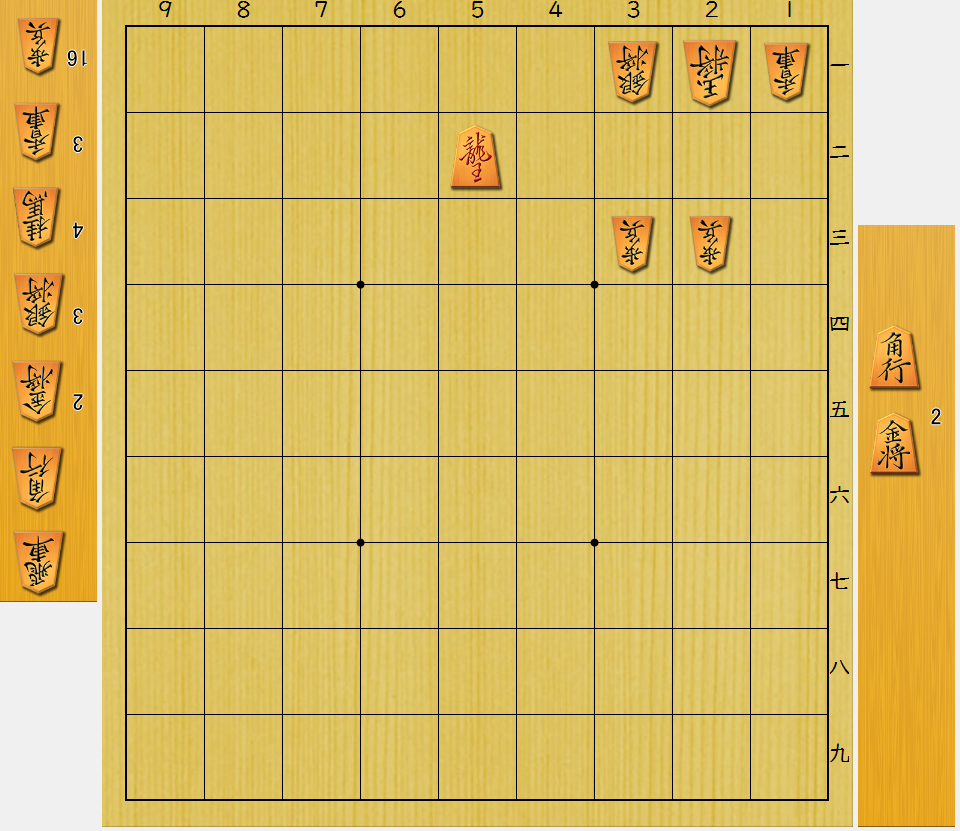 9 8 7 6 5 4 3 2 1
一
二
三
四
五
六
七
八
九
歩兵 16
香車 3
桂馬 4
銀将 3
金将 2
角行
飛車
銀将 玉将 香車
龍王
歩兵 歩兵
角行
金将 2